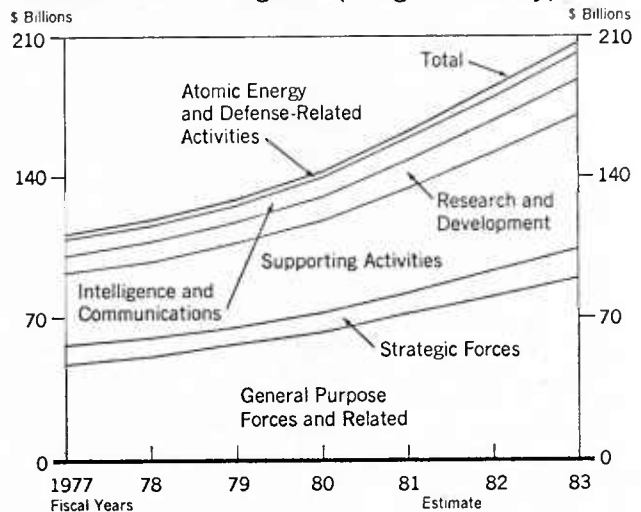 $ Billions
$ Billions
210
210
Total
Atomic Energy
and Defense-Related
Activities
140
140
Research and
Development
Supporting Activities
Intelligence and
Communications
70
70
Strategic Forces
General Purpose
Forces and Related
0
0
1977 78 79 80 81 82 83
Fiscal Years
Estimate